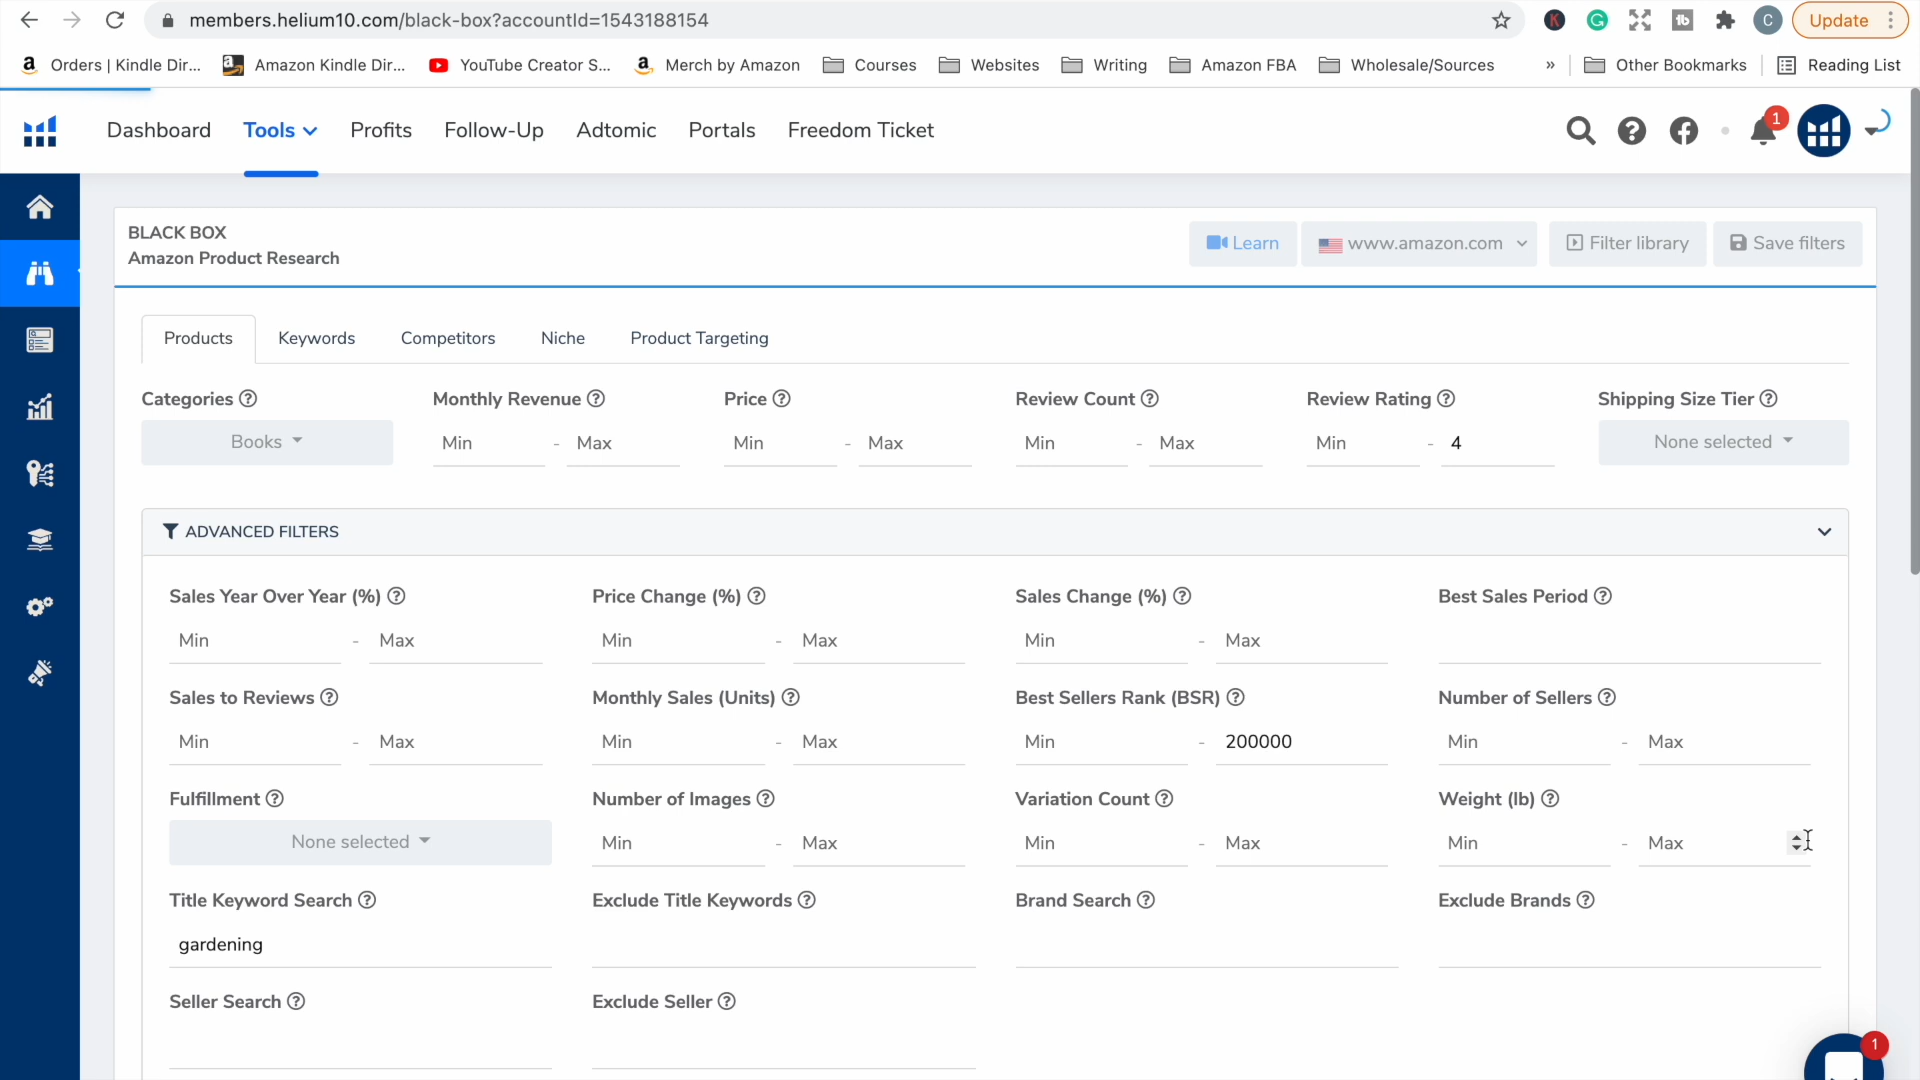 members.helium10.com/black-box?accountId=1543188154
K
G
tb
C
Update
Orders | Kindle Dir...
Amazon Kindle Dir...
YouTube Creator S...
Merch by Amazon
Courses
Websites
Writing
Amazon FBA
Wholesale/Sources
»
Other Bookmarks
Reading List
Dashboard
Tools
Profits
Follow-Up
Adtomic
Portals
Freedom Ticket
1
BLACK BOX
Amazon Product Research
Learn
www.amazon.com
Filter library
Save filters
Products
Keywords
Competitors
Niche
Product Targeting
Categories ?
Monthly Revenue ?
Price ?
Review Count ?
Review Rating ?
Shipping Size Tier ?
Books
Min - Max
Min - Max
Min - Max
Min - 4
None selected
ADVANCED FILTERS
Sales Year Over Year (%) ?
Price Change (%) ?
Sales Change (%) ?
Best Sales Period ?
Min - Max
Min - Max
Min - Max
Sales to Reviews ?
Monthly Sales (Units) ?
Best Sellers Rank (BSR) ?
Number of Sellers ?
Min - Max
Min - Max
Min - 200000
Min - Max
Fulfillment ?
Number of Images ?
Variation Count ?
Weight (lb) ?
None selected
Min - Max
Min - Max
Min - Max
Title Keyword Search ?
Exclude Title Keywords ?
Brand Search ?
Exclude Brands ?
gardening
Seller Search ?
Exclude Seller ?
1